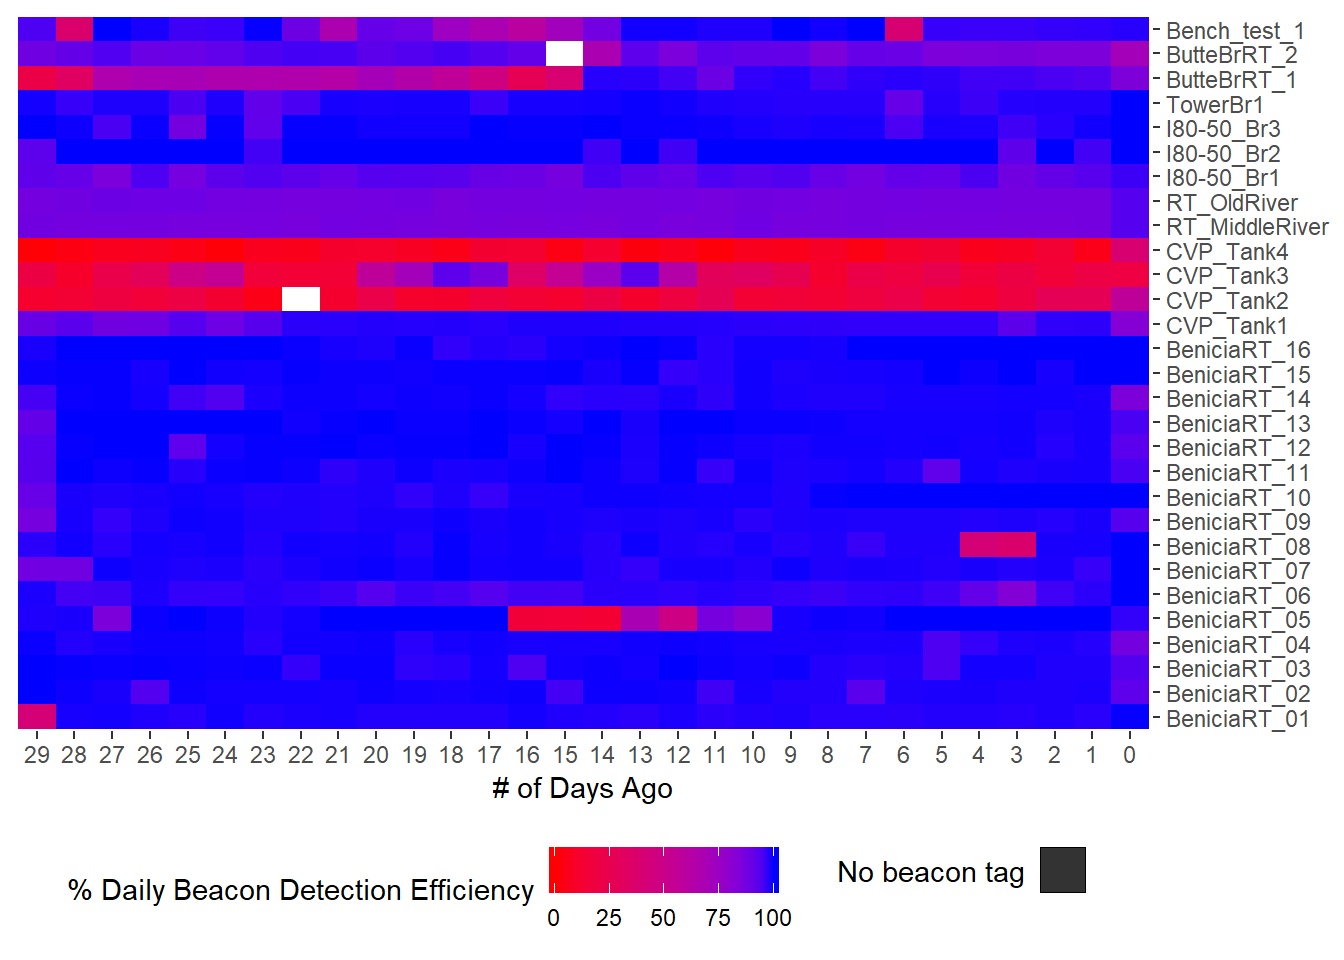 Bench_test_1
ButteBrRT_2
ButteBrRT_1
TowerBr1
I80-50_Br3
I80-50_Br2
I80-50_Br1
RT_OldRiver
RT_MiddleRiver
CVP_Tank4
CVP_Tank3
CVP_Tank2
CVP_Tank1
BeniciaRT_16
BeniciaRT_15
BeniciaRT_14
BeniciaRT_13
BeniciaRT_12
BeniciaRT_11
BeniciaRT_10
BeniciaRT_09
BeniciaRT_08
BeniciaRT_07
BeniciaRT_06
BeniciaRT_05
BeniciaRT_04
BeniciaRT_03
BeniciaRT_02
BeniciaRT_01
29 28 27 26 25 24 23 22 21 20 19 18 17 16 15 14 13 12 11 10 9 8 7 6 5 4 3 2 1 0
# of Days Ago
% Daily Beacon Detection Efficiency
0 25 50 75 100
No beacon tag